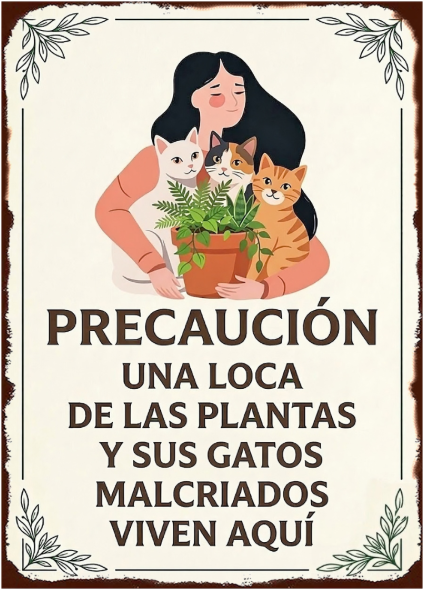 PRECAUCIÓN
UNA LOCA
DE LAS PLANTAS
Y SUS GATOS
MALCRIADOS
VIVEN AQUÍ